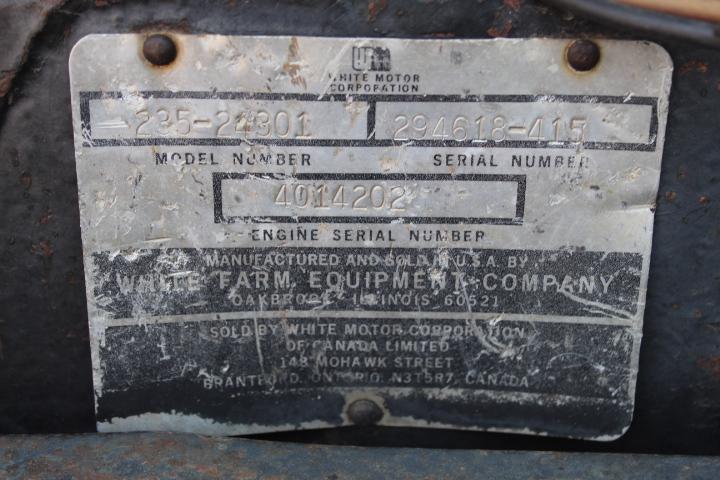 WHITE MOTOR
CORPORATION
235-24301 294618-415
MODEL NUMBER SERIAL NUMBER
4014202
ENGINE SERIAL NUMBER
MANUFACTURED AND SOLD IN U.S.A. BY
WHITE FARM EQUIPMENT COMPANY
OAKBROOK, ILLINOIS 60521
SOLD BY WHITE MOTOR CORPORATION
OF CANADA LIMITED
148 MOHAWK STREET
BRANTFORD, ONTARIO, N3T5R7, CANADA